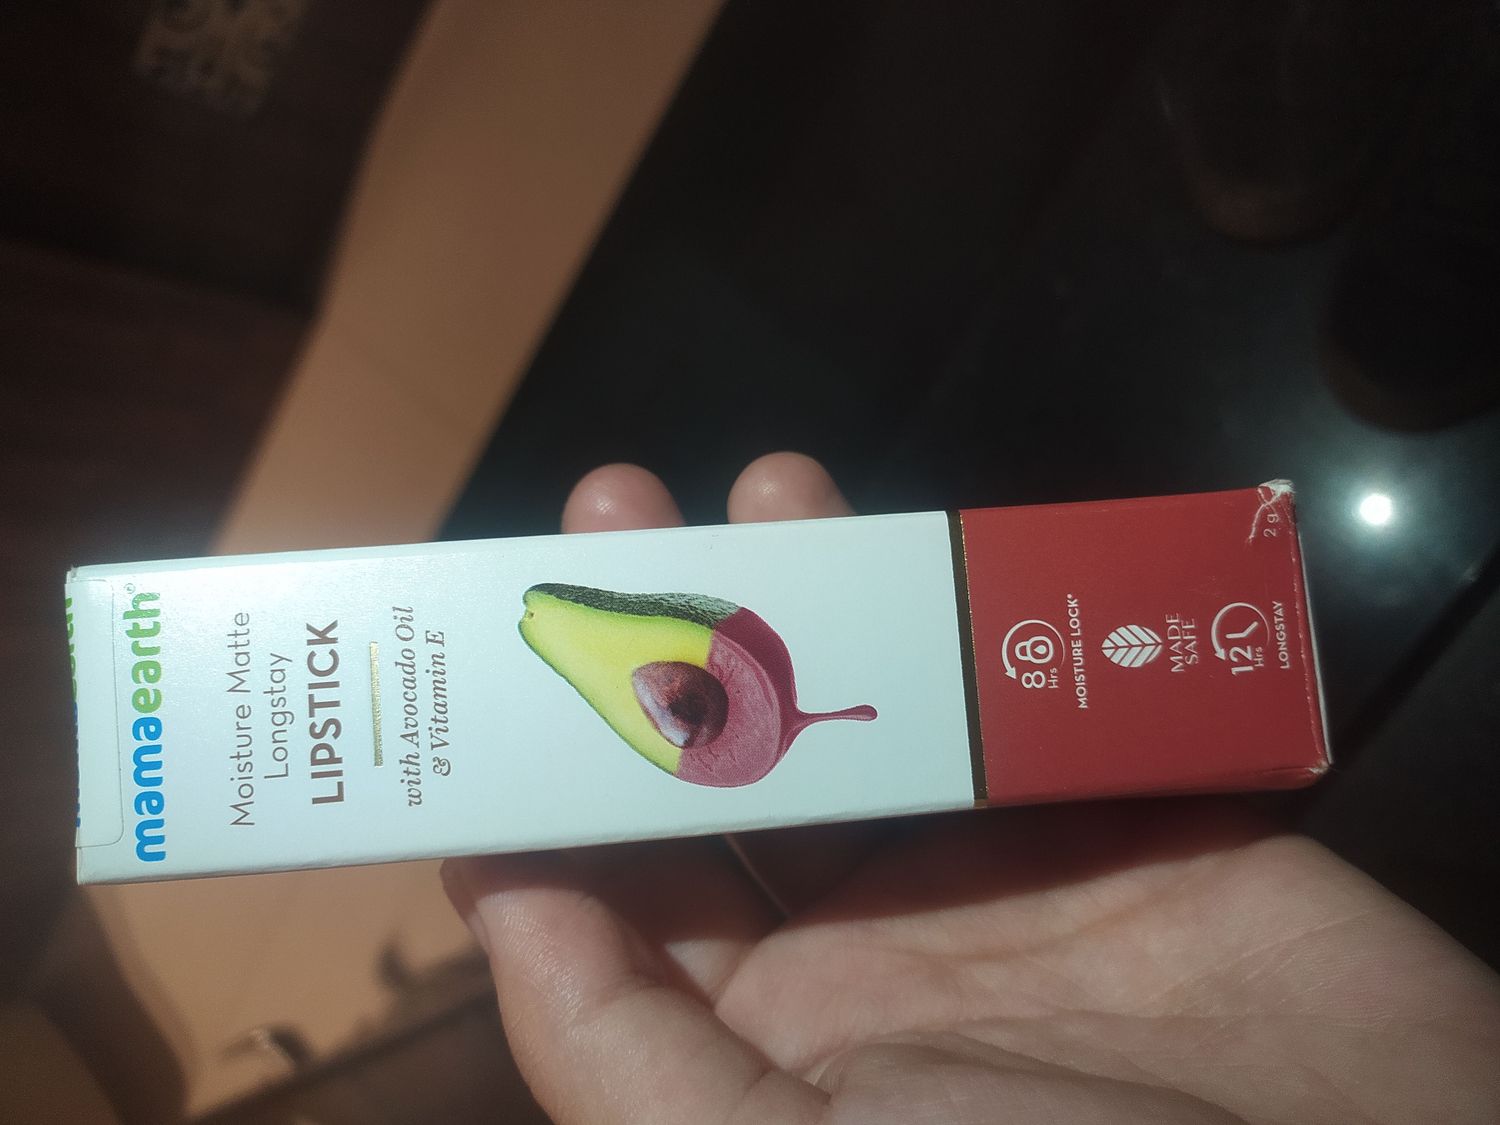 mamaearth®
Moisture Matte
Longstay
LIPSTICK
with Avocado Oil
& Vitamin E
8
Hrs
MOISTURE LOCK*
MADE
SAFE
12
Hrs
LONGSTAY
2 g